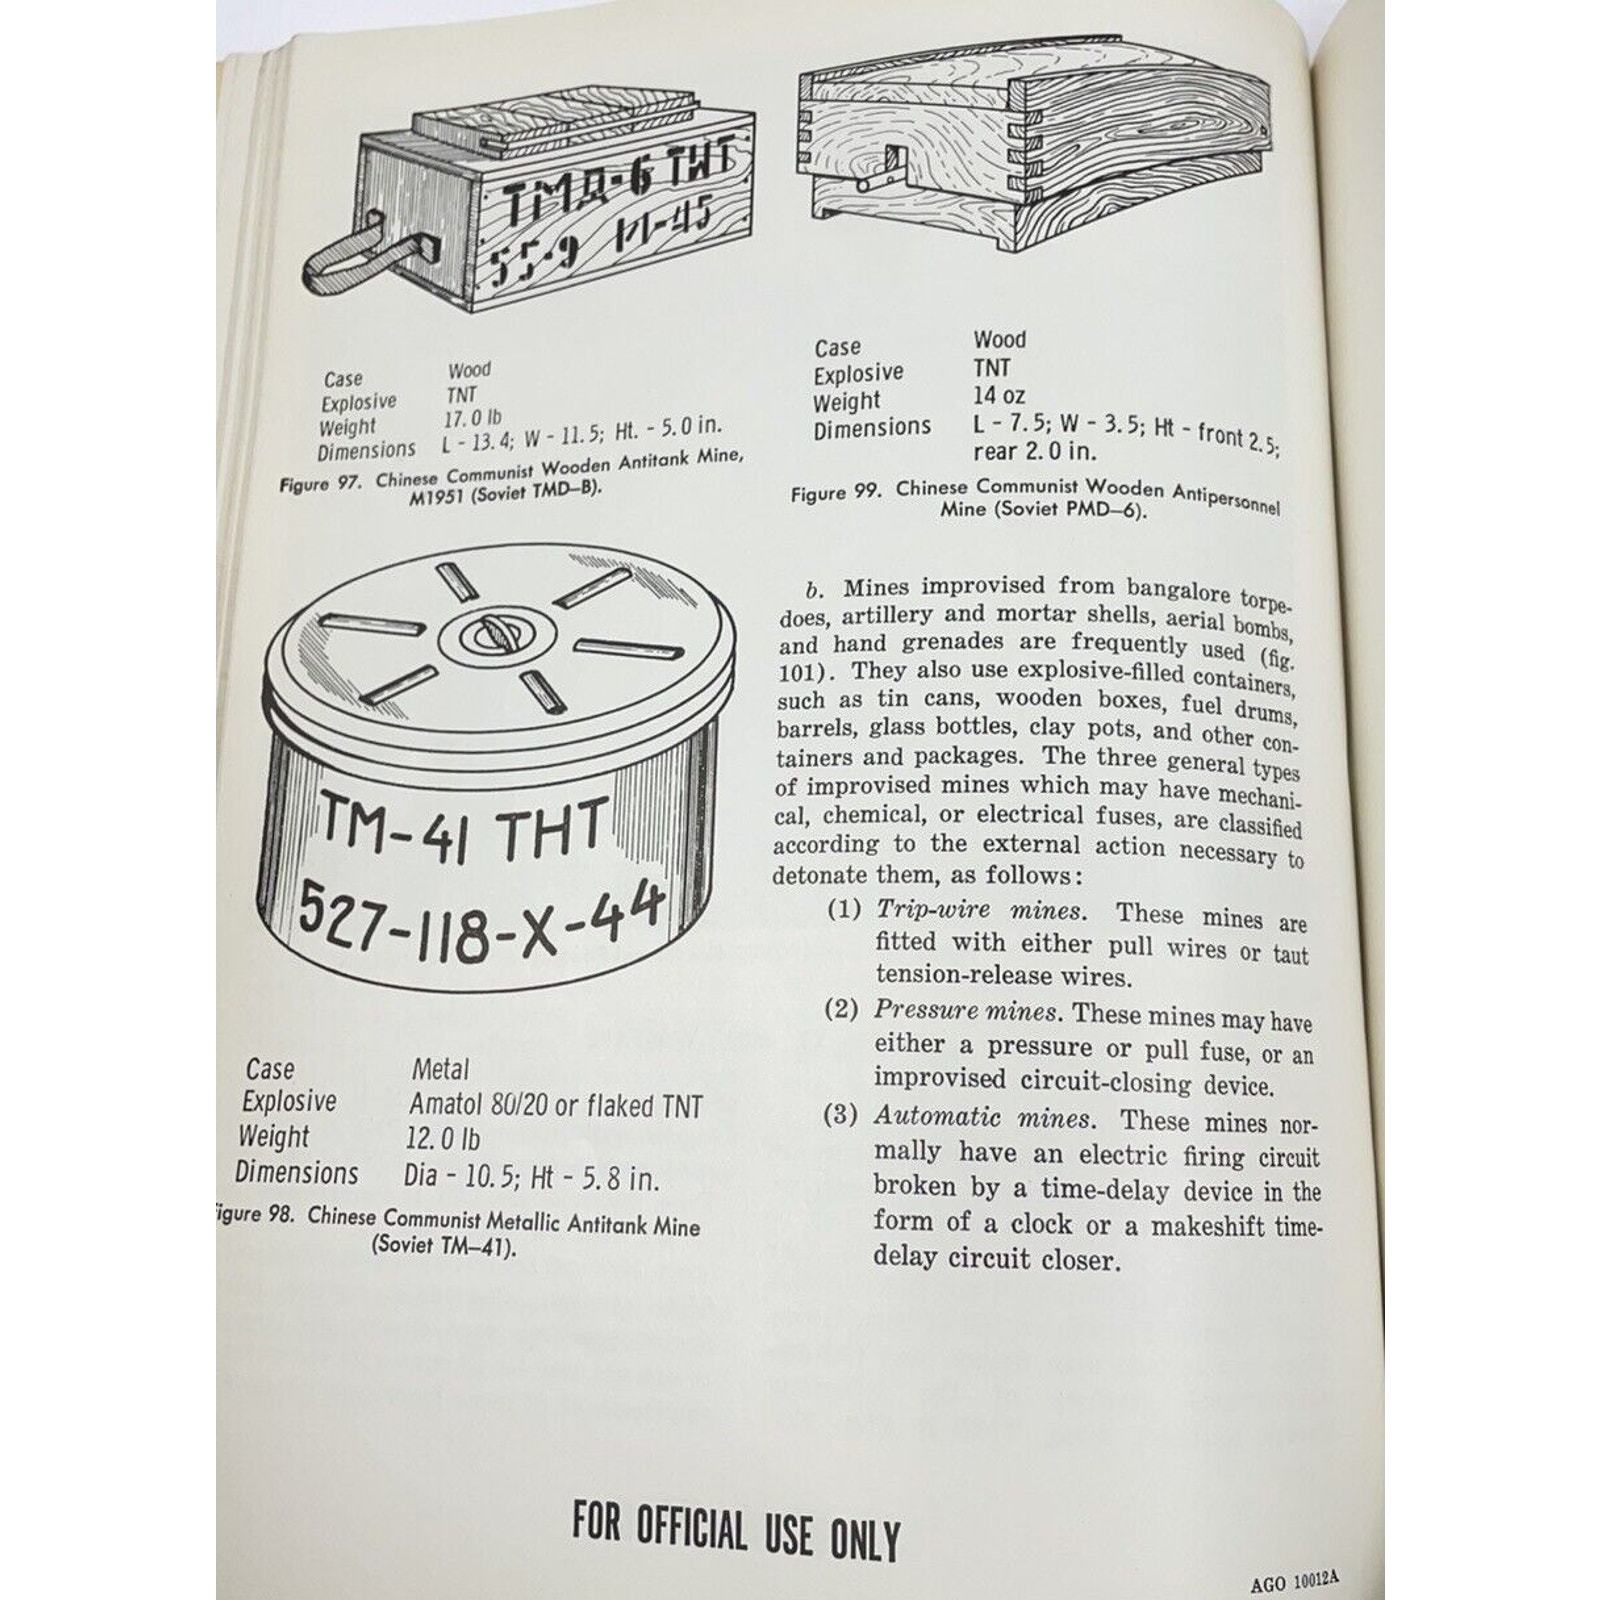 ТМД-б ТНТ
55-9 М-45
Case Wood
Explosive TNT
Weight 17.0 lb
Dimensions L - 13.4; W - 11.5; Ht. - 5.0 in.
Figure 97. Chinese Communist Wooden Antitank Mine,
M1951 (Soviet TMD–B).
TM-41 THT
527-118-X-44
Case Metal
Explosive Amatol 80/20 or flaked TNT
Weight 12.0 lb
Dimensions Dia - 10.5; Ht - 5.8 in.
igure 98. Chinese Communist Metallic Antitank Mine
(Soviet TM–41).
Case Wood
Explosive TNT
Weight 14 oz
Dimensions L - 7.5; W - 3.5; Ht - front 2.5;
rear 2.0 in.
Figure 99. Chinese Communist Wooden Antipersonnel
Mine (Soviet PMD–6).
b. Mines improvised from bangalore torpe-
does, artillery and mortar shells, aerial bombs,
and hand grenades are frequently used (fig.
101). They also use explosive-filled containers,
such as tin cans, wooden boxes, fuel drums,
barrels, glass bottles, clay pots, and other con-
tainers and packages. The three general types
of improvised mines which may have mechani-
cal, chemical, or electrical fuses, are classified
according to the external action necessary to
detonate them, as follows:
(1) Trip-wire mines. These mines are
fitted with either pull wires or taut
tension-release wires.
(2) Pressure mines. These mines may have
either a pressure or pull fuse, or an
improvised circuit-closing device.
(3) Automatic mines. These mines nor-
mally have an electric firing circuit
broken by a time-delay device in the
form of a clock or a makeshift time-
delay circuit closer.
FOR OFFICIAL USE ONLY
AGO 10012A